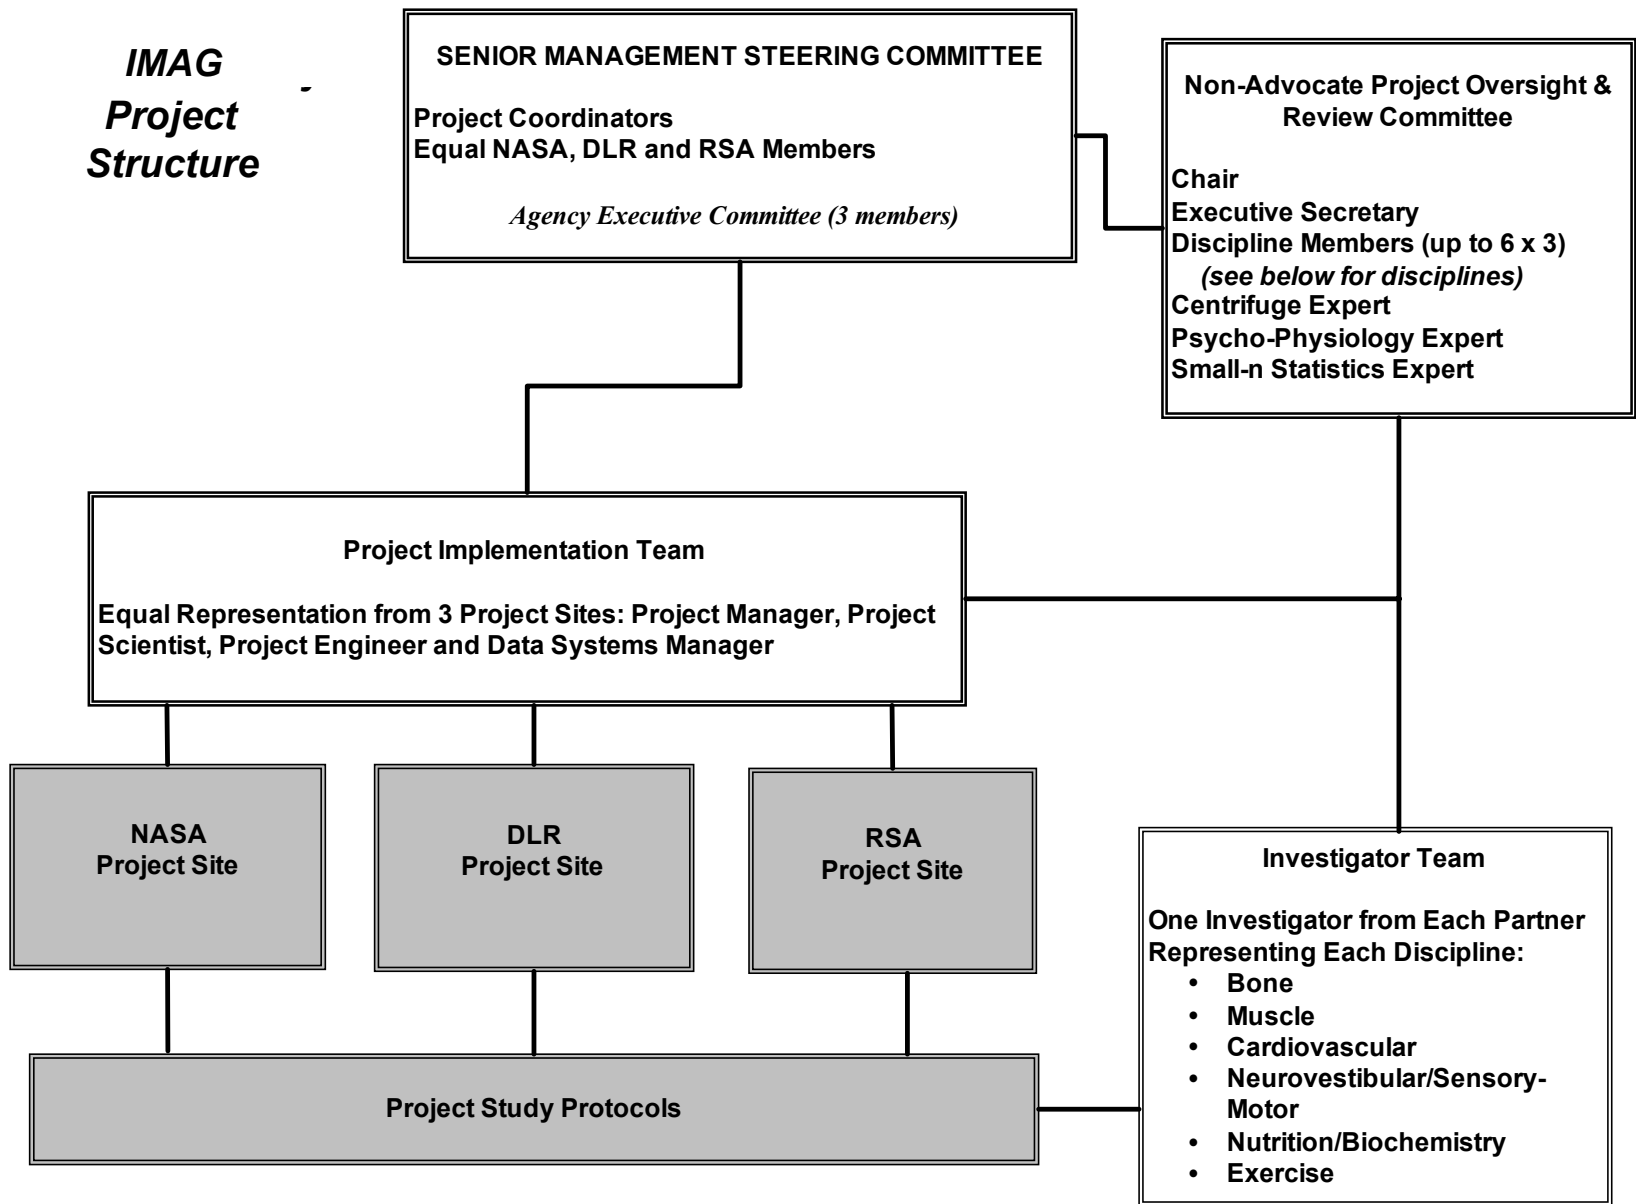 IMAG
Project
Structure
SENIOR MANAGEMENT STEERING COMMITTEE
Project Coordinators
Equal NASA, DLR and RSA Members
Agency Executive Committee (3 members)
Non-Advocate Project Oversight &
Review Committee
Chair
Executive Secretary
Discipline Members (up to 6 x 3)
(see below for disciplines)
Centrifuge Expert
Psycho-Physiology Expert
Small-n Statistics Expert
Project Implementation Team
Equal Representation from 3 Project Sites: Project Manager, Project
Scientist, Project Engineer and Data Systems Manager
NASA
Project Site
DLR
Project Site
RSA
Project Site
Investigator Team
One Investigator from Each Partner
Representing Each Discipline:
• Bone
• Muscle
• Cardiovascular
• Neurovestibular/Sensory-
Motor
• Nutrition/Biochemistry
• Exercise
Project Study Protocols